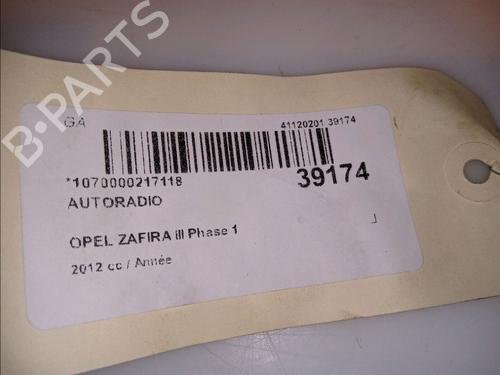 B·PARTS
GA
41120201 39174
*1070000217118
39174
AUTORADIO
OPEL ZAFIRA III Phase 1
2012 cc / Année